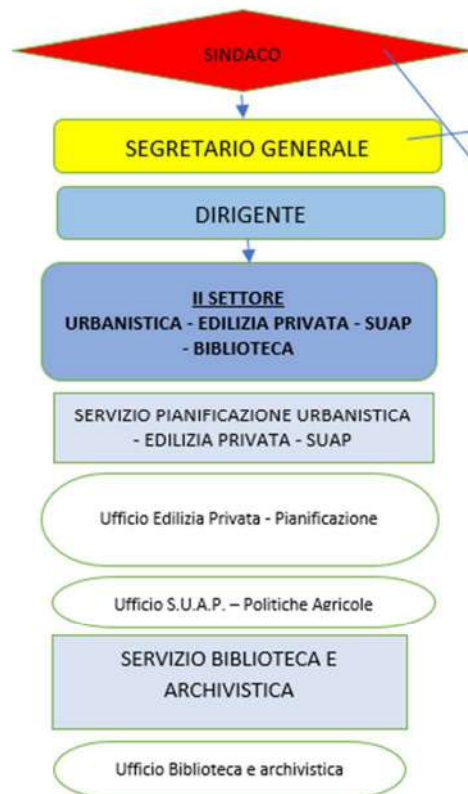 SINDACO
SEGRETARIO GENERALE
DIRIGENTE
II SETTORE
URBANISTICA - EDILIZIA PRIVATA - SUAP
- BIBLIOTECA
SERVIZIO PIANIFICAZIONE URBANISTICA
- EDILIZIA PRIVATA - SUAP
Ufficio Edilizia Privata - Pianificazione
Ufficio S.U.A.P. – Politiche Agricole
SERVIZIO BIBLIOTECA E
ARCHIVISTICA
Ufficio Biblioteca e archivistica